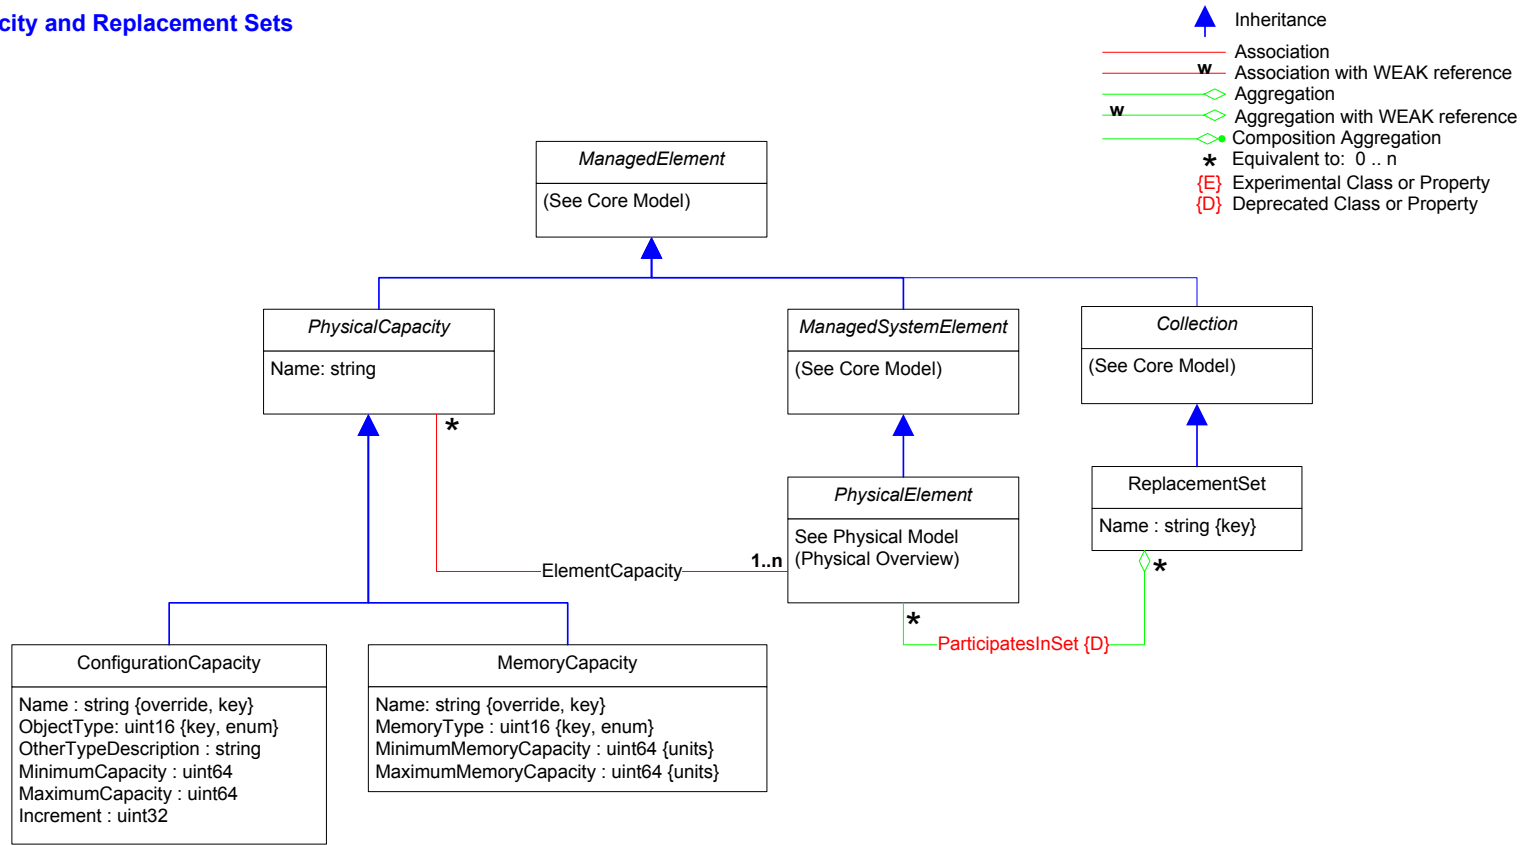 city and Replacement Sets
Inheritance
Association
w
Association with WEAK reference
Aggregation
w
Aggregation with WEAK reference
Composition Aggregation
* Equivalent to: 0 .. n
{E} Experimental Class or Property
{D} Deprecated Class or Property
ManagedElement
(See Core Model)
PhysicalCapacity
Name: string
*
ManagedSystemElement
(See Core Model)
Collection
(See Core Model)
PhysicalElement
See Physical Model
(Physical Overview)
ReplacementSet
Name : string {key}
*
ElementCapacity
1..n
*
ParticipatesInSet {D}
ConfigurationCapacity
Name : string {override, key}
ObjectType: uint16 {key, enum}
OtherTypeDescription : string
MinimumCapacity : uint64
MaximumCapacity : uint64
Increment : uint32
MemoryCapacity
Name: string {override, key}
MemoryType : uint16 {key, enum}
MinimumMemoryCapacity : uint64 {units}
MaximumMemoryCapacity : uint64 {units}